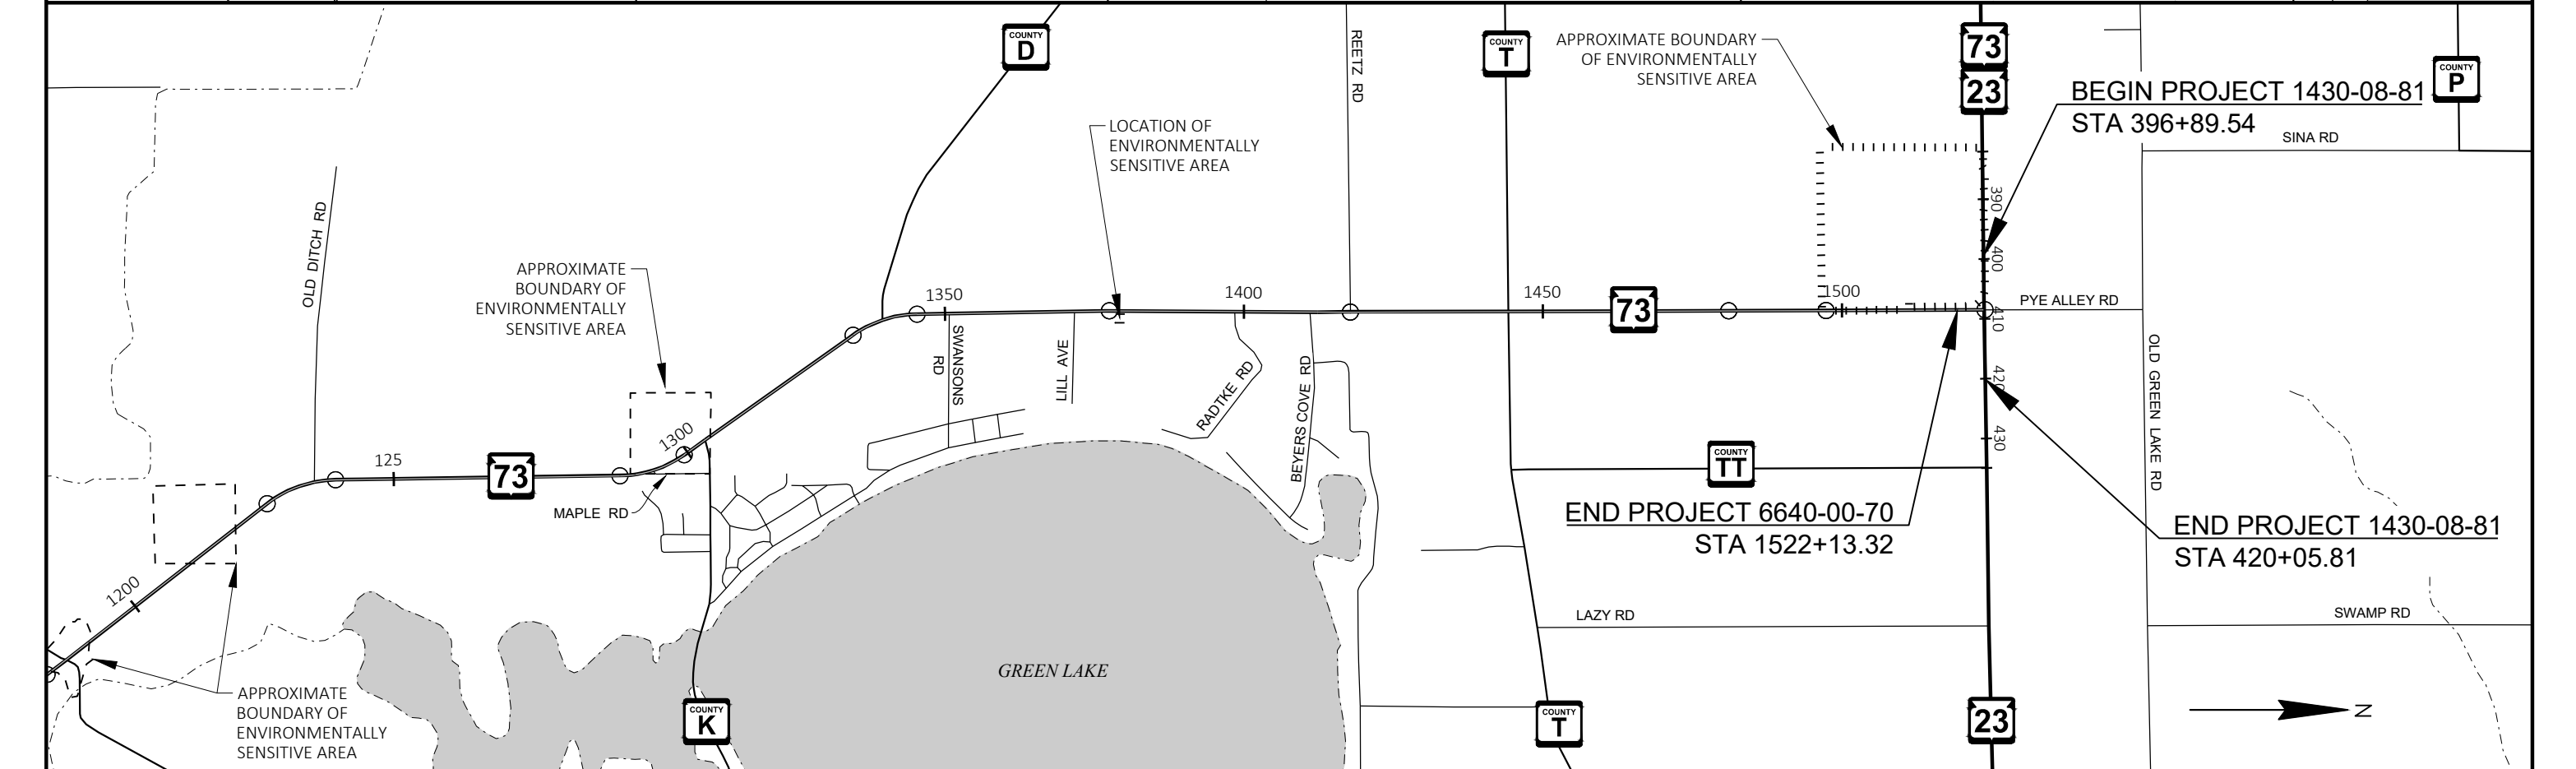 COUNTY
D
REETZ RD
COUNTY
T
APPROXIMATE BOUNDARY
OF ENVIRONMENTALLY
SENSITIVE AREA
73
23
BEGIN PROJECT 1430-08-81
STA 396+89.54
COUNTY
P
SINA RD
LOCATION OF
ENVIRONMENTALLY
SENSITIVE AREA
OLD DITCH RD
390
400
410
420
430
APPROXIMATE
BOUNDARY OF
ENVIRONMENTALLY
SENSITIVE AREA
1350
1400
1450
73
1500
PYE ALLEY RD
SWANSONS
RD
LILL AVE
RADTKE RD
BEYERS COVE RD
OLD GREEN LAKE RD
1300
125
73
MAPLE RD
COUNTY
TT
END PROJECT 6640-00-70
STA 1522+13.32
END PROJECT 1430-08-81
STA 420+05.81
1200
LAZY RD
SWAMP RD
GREEN LAKE
APPROXIMATE
BOUNDARY OF
ENVIRONMENTALLY
SENSITIVE AREA
COUNTY
K
COUNTY
T
23
N